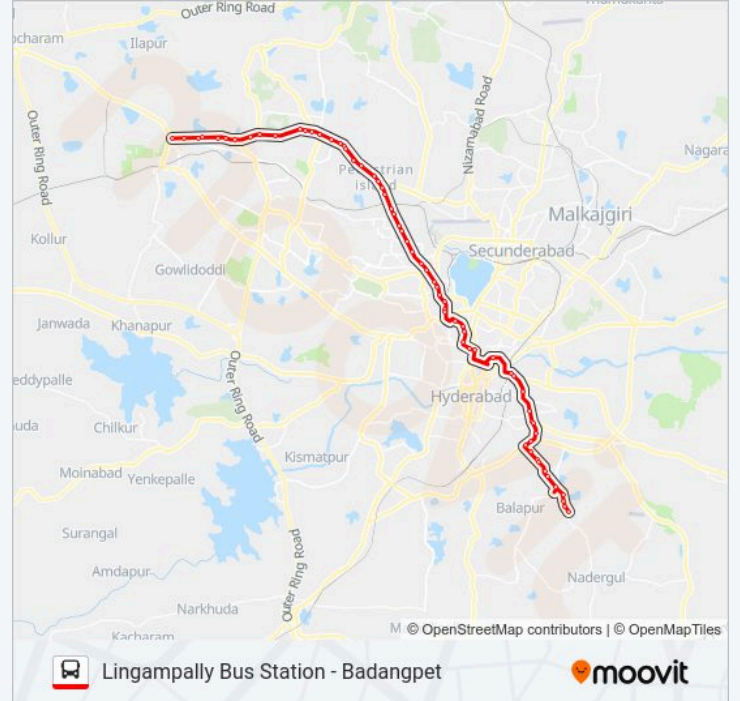 Outer Ring Road
ocharam
Ilapur
Outer Ring Road
Nizamabad Road
Nagara
Pedestrian
island
Malkajgiri
Kollur
Secunderabad
Gowlidoddi
Janwada
Khanapur
eddypalle
Outer Ring Road
Hyderabad
uda
Chilkur
Kismatpur
Moinabad
Yenkepalle
Balapur
Surangal
Outer Ring Road
Amdapur
Nadergul
Narkhuda
Kacharam
M
© OpenStreetMap contributors | © OpenMapTiles
Lingampally Bus Station - Badangpet
moovit